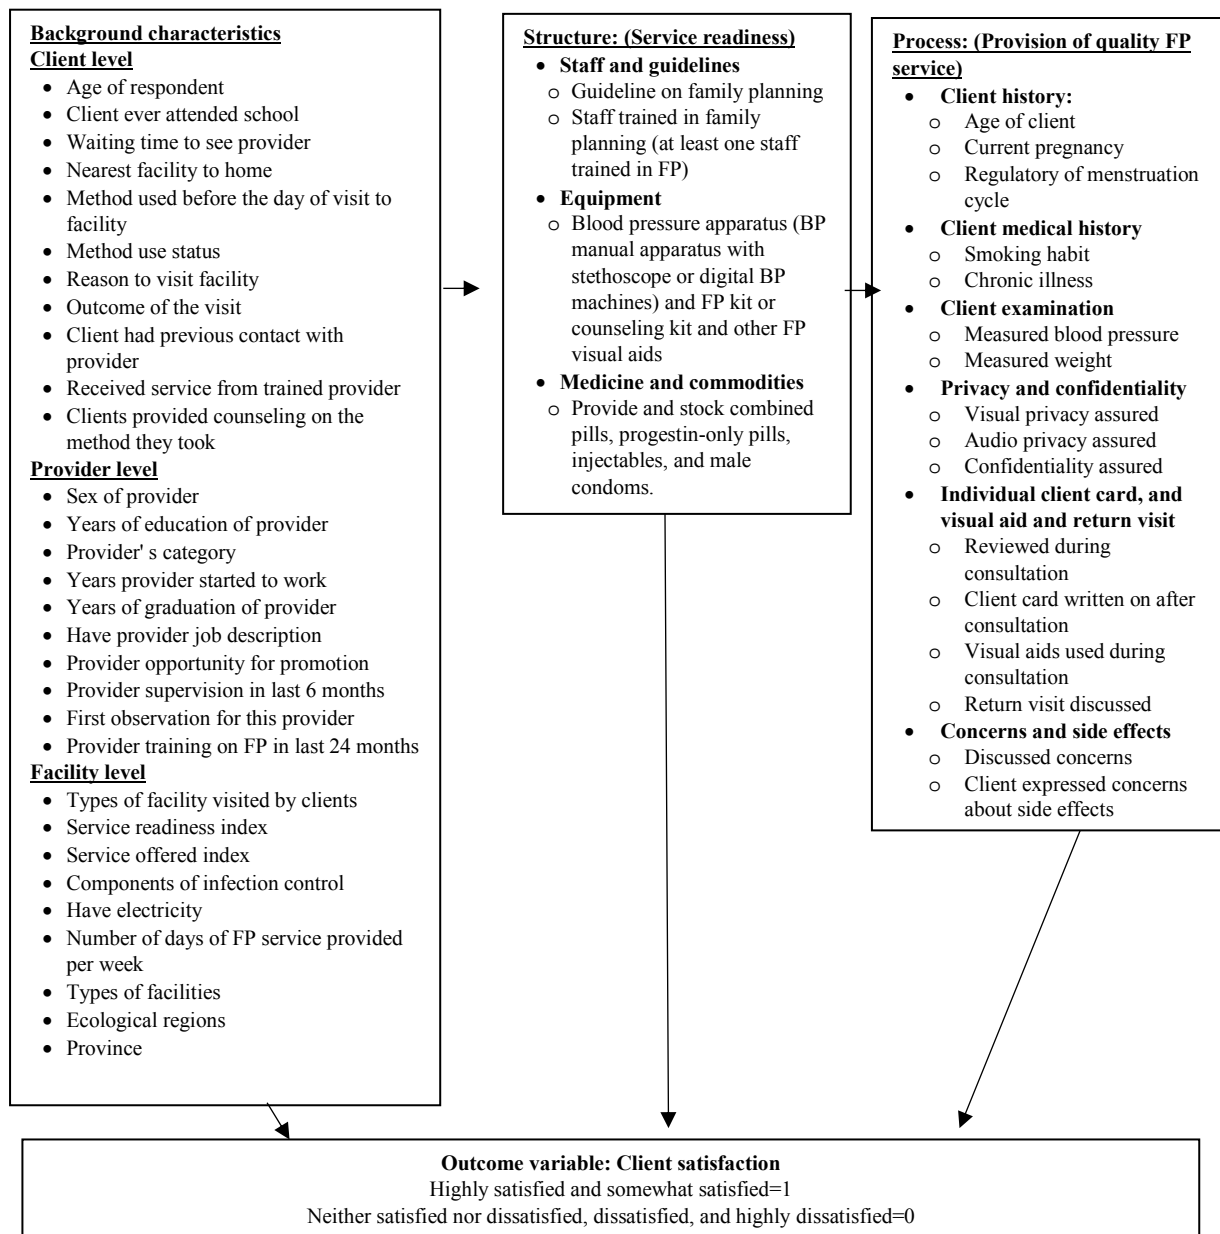 Background characteristics
Client level
• Age of respondent
• Client ever attended school
• Waiting time to see provider
• Nearest facility to home
• Method used before the day of visit to
facility
• Method use status
• Reason to visit facility
• Outcome of the visit
• Client had previous contact with
provider
• Received service from trained provider
• Clients provided counseling on the
method they took
Provider level
• Sex of provider
• Years of education of provider
• Provider' s category
• Years provider started to work
• Years of graduation of provider
• Have provider job description
• Provider opportunity for promotion
• Provider supervision in last 6 months
• First observation for this provider
• Provider training on FP in last 24 months
Facility level
• Types of facility visited by clients
• Service readiness index
• Service offered index
• Components of infection control
• Have electricity
• Number of days of FP service provided
per week
• Types of facilities
• Ecological regions
• Province
Structure: (Service readiness)
• Staff and guidelines
o Guideline on family planning
o Staff trained in family
planning (at least one staff
trained in FP)
• Equipment
o Blood pressure apparatus (BP
manual apparatus with
stethoscope or digital BP
machines) and FP kit or
counseling kit and other FP
visual aids
• Medicine and commodities
o Provide and stock combined
pills, progestin-only pills,
injectables, and male
condoms.
Process: (Provision of quality FP
service)
• Client history:
o Age of client
o Current pregnancy
o Regulatory of menstruation
cycle
• Client medical history
o Smoking habit
o Chronic illness
• Client examination
o Measured blood pressure
o Measured weight
• Privacy and confidentiality
o Visual privacy assured
o Audio privacy assured
o Confidentiality assured
• Individual client card, and
visual aid and return visit
o Reviewed during
consultation
o Client card written on after
consultation
o Visual aids used during
consultation
o Return visit discussed
• Concerns and side effects
o Discussed concerns
o Client expressed concerns
about side effects
Outcome variable: Client satisfaction
Highly satisfied and somewhat satisfied=1
Neither satisfied nor dissatisfied, dissatisfied, and highly dissatisfied=0